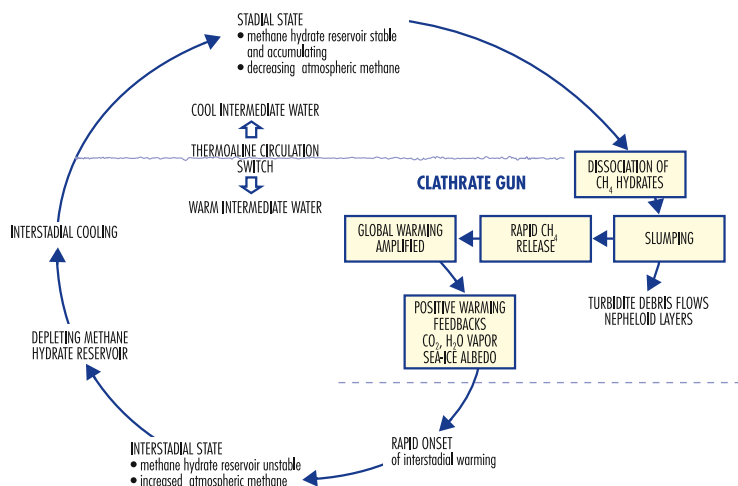 STADIAL STATE
• methane hydrate reservoir stable
and accumulating
• decreasing atmospheric methane
COOL INTERMEDIATE WATER
THERMOALINE CIRCULATION
SWITCH
WARM INTERMEDIATE WATER
CLATHRATE GUN
DISSOCIATION OF
CH₄ HYDRATES
SLUMPING
TURBIDITE DEBRIS FLOWS
NEPHELOID LAYERS
RAPID CH₄
RELEASE
GLOBAL WARMING
AMPLIFIED
POSITIVE WARMING
FEEDBACKS
CO₂, H₂O VAPOR
SEA-ICE ALBEDO
RAPID ONSET
of interstadial warming
INTERSTADIAL STATE
• methane hydrate reservoir unstable
• increased atmospheric methane
DEPLETING METHANE
HYDRATE RESERVOIR
INTERSTADIAL COOLING